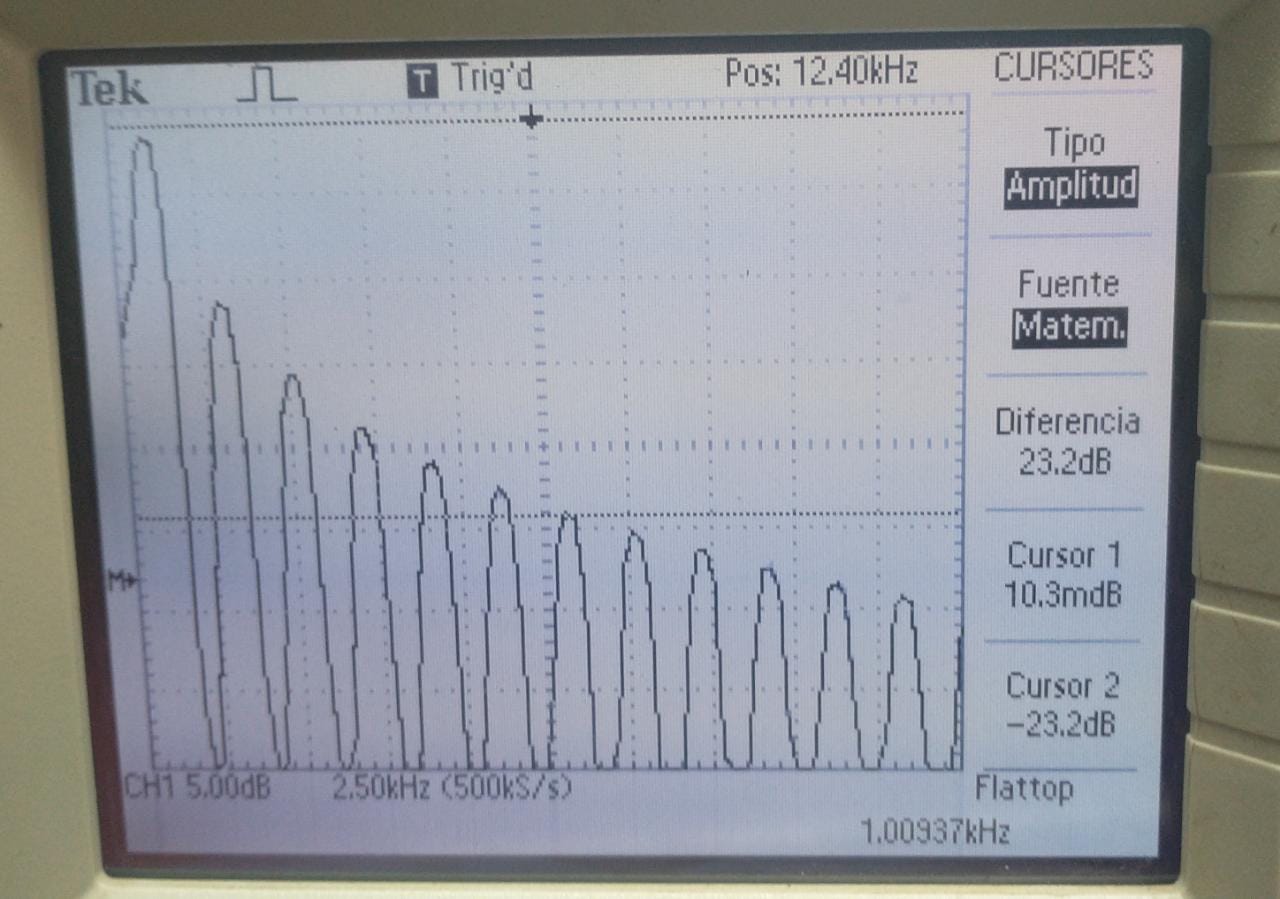 Tek T Trig'd Pos: 12.40kHz CURSORES
Tipo
Amplitud
Fuente
Matem.
Diferencia
23.2dB
M
Cursor 1
10.3mdB
Cursor 2
-23.2dB
CH1 5.00dB 2.50kHz (500kS/s) Flattop
1.00937kHz